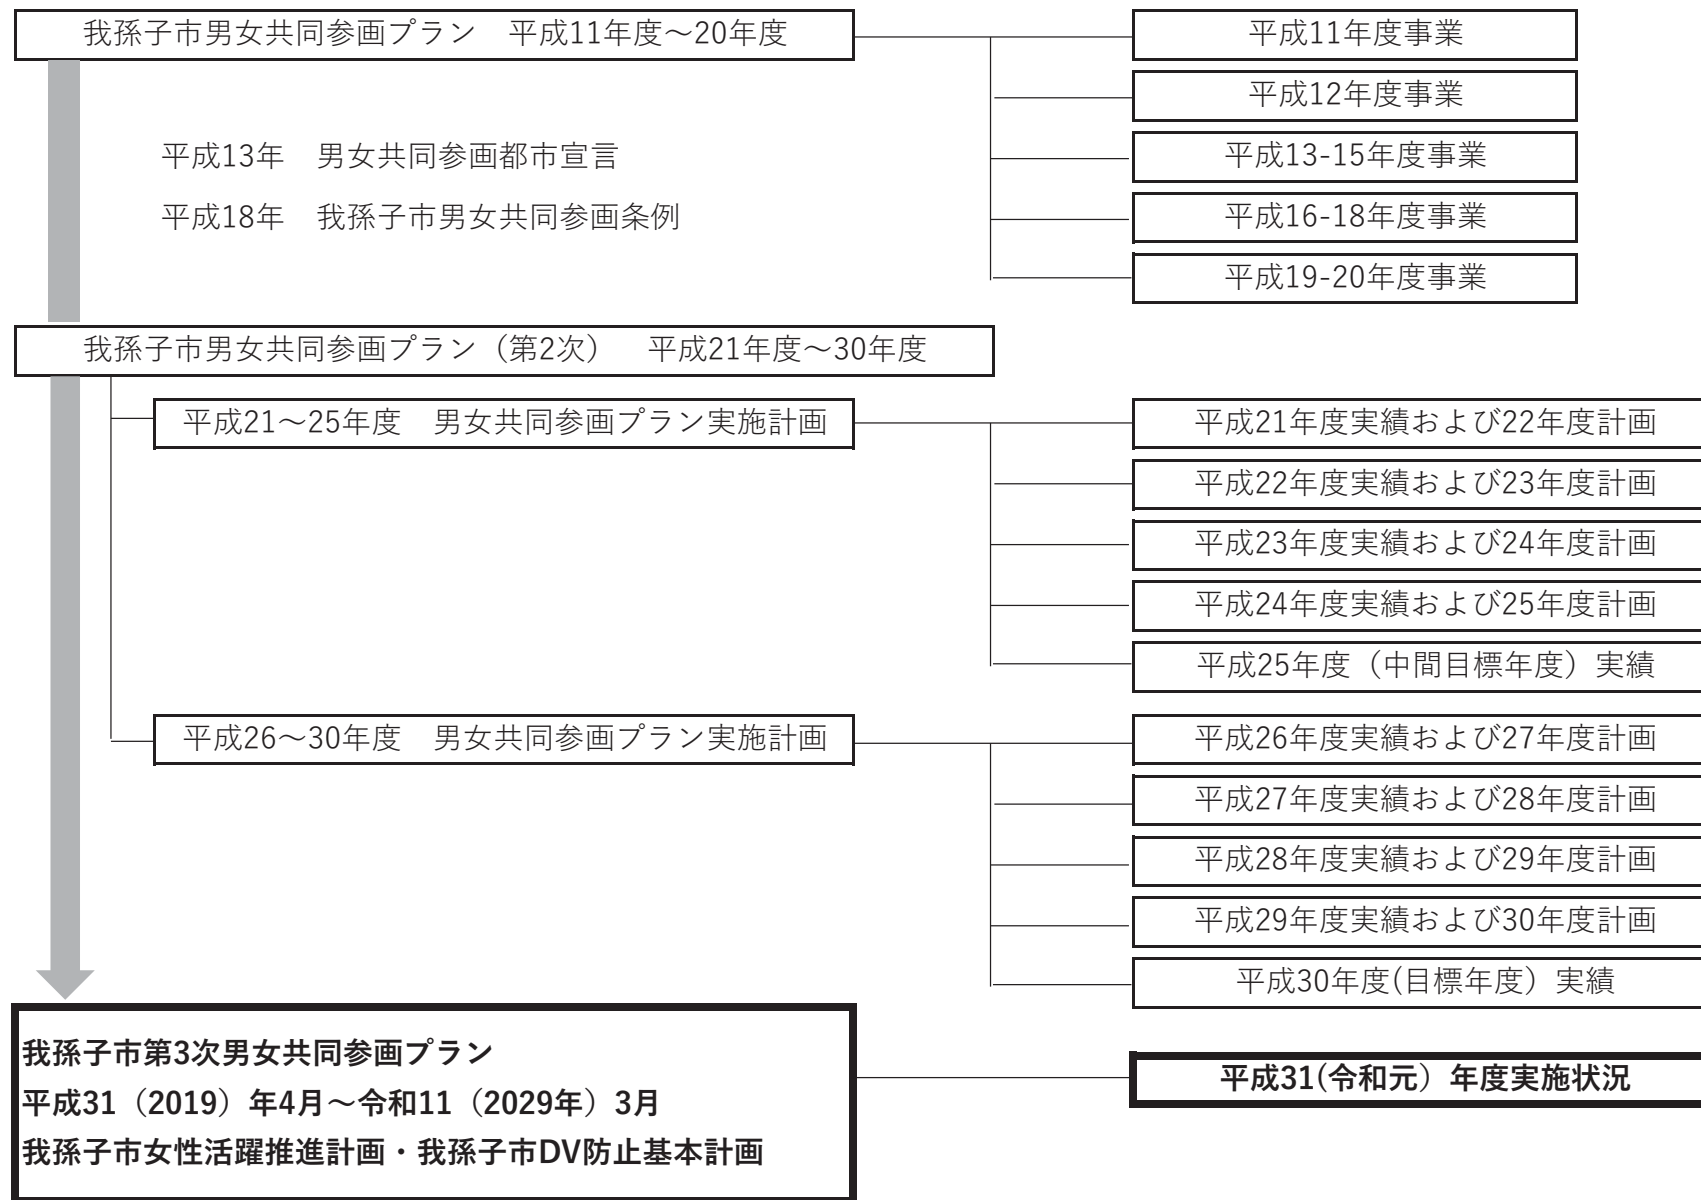 我孫子市男女共同参画プラン　平成11年度～20年度
平成11年度事業
平成12年度事業
平成13年　男女共同参画都市宣言
平成13-15年度事業
平成18年　我孫子市男女共同参画条例
平成16-18年度事業
平成19-20年度事業
我孫子市男女共同参画プラン（第2次）　平成21年度～30年度
平成21～25年度　男女共同参画プラン実施計画
平成21年度実績および22年度計画
平成22年度実績および23年度計画
平成23年度実績および24年度計画
平成24年度実績および25年度計画
平成25年度（中間目標年度）実績
平成26～30年度　男女共同参画プラン実施計画
平成26年度実績および27年度計画
平成27年度実績および28年度計画
平成28年度実績および29年度計画
平成29年度実績および30年度計画
平成30年度(目標年度）実績
我孫子市第3次男女共同参画プラン
平成31（2019）年4月～令和11（2029年）3月
我孫子市女性活躍推進計画・我孫子市DV防止基本計画
平成31(令和元）年度実施状況